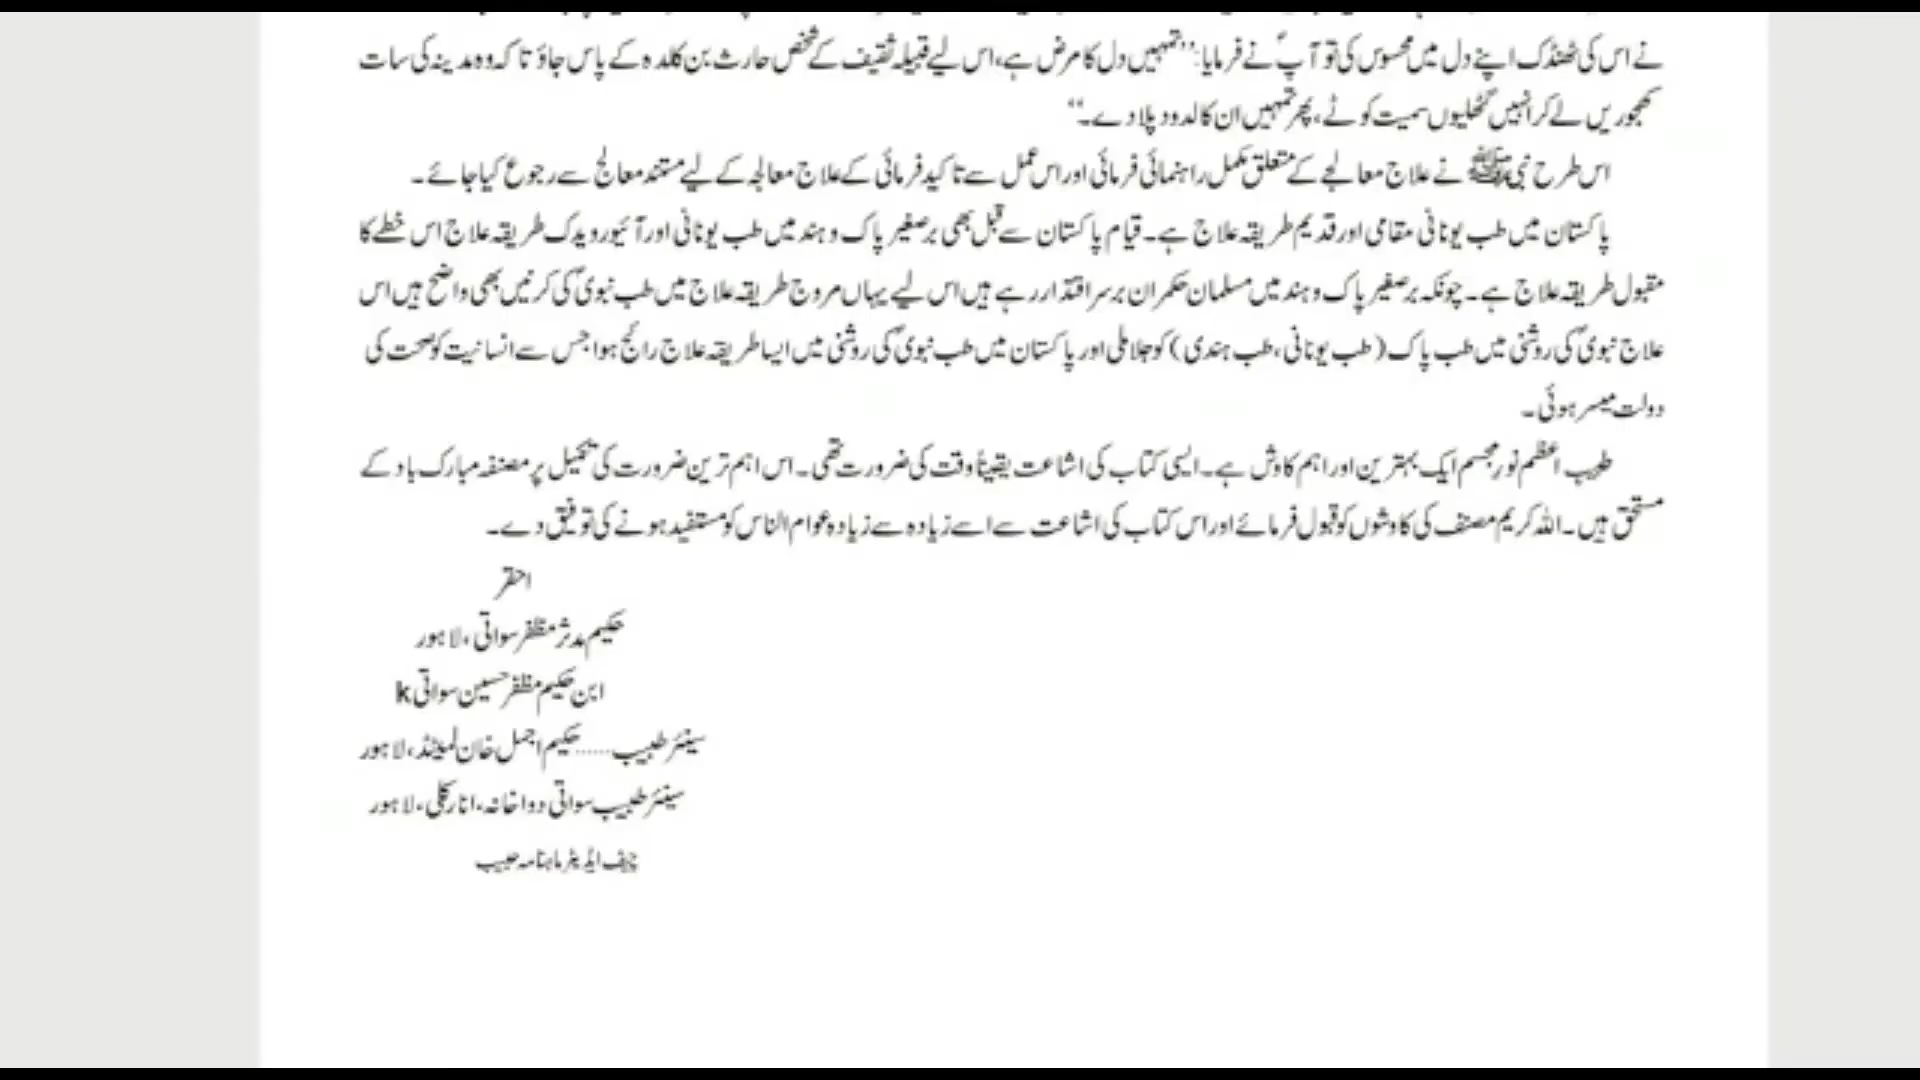 نے اس کی ٹھنڈک اپنے دل میں محسوس کی تو آپؐ نے فرمایا: ’’تمہیں دل کا مرض ہے، اس لیے قبیلہ ثقیف کے شخص حارث بن کلدہ کے پاس جاؤ تاکہ وہ مدینہ کی سات
کھجوریں لے کر انہیں گٹھلیوں سمیت کوٹے، پھر تمہیں ان کا لدود پلا دے۔‘‘
اس طرح نبی ﷺ نے علاج معالجے کے متعلق مکمل راہنمائی فرمائی اور اس عمل سے تاکید فرمائی کے علاج معالجہ کے لیے مستند معالج سے رجوع کیا جائے۔
پاکستان میں طب یونانی مقامی اور قدیم طریقہ علاج ہے۔ قیام پاکستان سے قبل بھی برصغیر پاک و ہند میں طب یونانی اور آئیورویدک طریقہ علاج اس خطے کا
مقبول طریقہ علاج ہے۔ چونکہ برصغیر پاک و ہند میں مسلمان حکمران برسراقتدار رہے ہیں اس لیے یہاں مروج طریقہ علاج میں طب نبویؐ کی کرنیں بھی واضح ہیں اس
علاج نبویؐ کی روشنی میں طب پاک (طب یونانی، طب ہندی) کو جلا ملی اور پاکستان میں طب نبویؐ کی روشنی میں ایسا طریقہ علاج رائج ہوا جس سے انسانیت کو صحت کی
دولت میسر ہوئی۔
طبیب اعظم نور مجسم ایک بہترین اور اہم کاوش ہے۔ ایسی کتاب کی اشاعت یقیناً وقت کی ضرورت تھی۔ اس اہم ترین ضرورت کی تکمیل پر مصنفہ مبارک باد کے
مستحق ہیں۔ اللہ کریم مصنف کی کاوشوں کو قبول فرمائے اور اس کتاب کی اشاعت سے اسے زیادہ سے زیادہ عوام الناس کو مستفید ہونے کی توفیق دے۔
احقر
حکیم مدثر مظفر سواتی، لاہور
ابن حکیم مظفر حسین سواتی k
سینئر طبیب...... حکیم اجمل خان لمیٹڈ، لاہور
سینئر طبیب سواتی دواخانہ، انارکلی، لاہور
چیف ایڈیٹر ماہنامہ طبیب